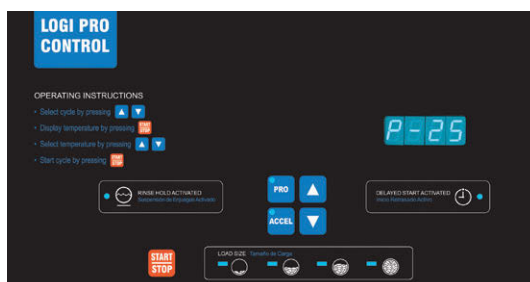 LOGI PRO
CONTROL
OPERATING INSTRUCTIONS
• Select cycle by pressing
• Display temperature by pressing START STOP
• Select temperature by pressing
• Start cycle by pressing START STOP
P-25
RINSE HOLD ACTIVATED
Suspensión de Enjuague Activado
PRO
ACCEL
DELAYED START ACTIVATED
Inicio Retrasado Activo
START
STOP
LOAD SIZE Tamaño de Carga